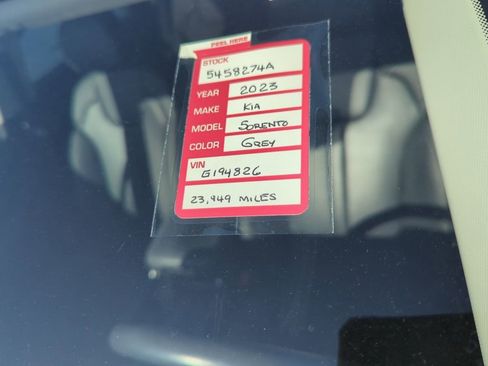 PEEL HERE
STOCK
5458274A
YEAR 2023
MAKE KIA
MODEL SORENTO
COLOR GREY
VIN
G194826
23,949 MILES